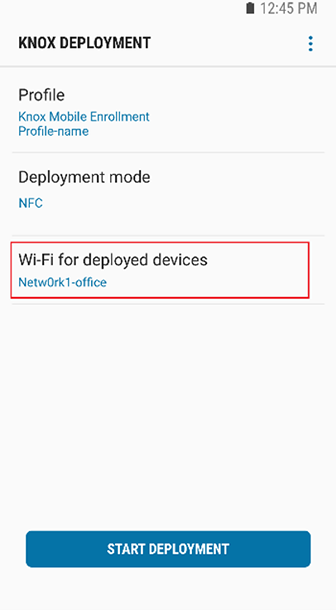 12:45 PM
KNOX DEPLOYMENT
Profile
Knox Mobile Enrollment
Profile-name
Deployment mode
NFC
Wi-Fi for deployed devices
Netw0rk1-office
START DEPLOYMENT